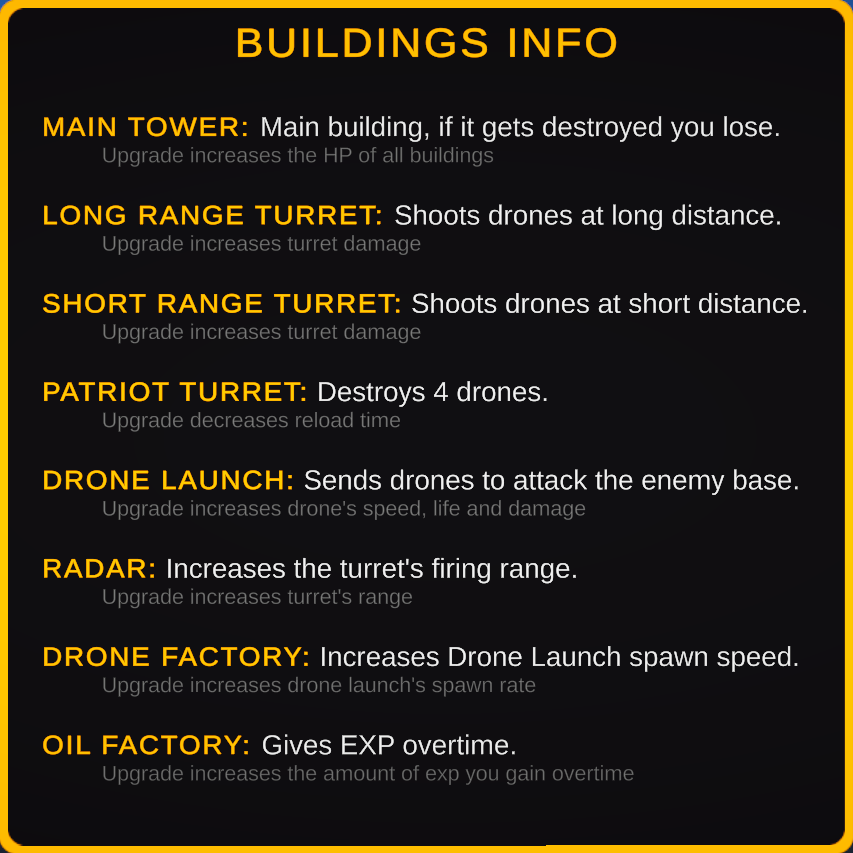 BUILDINGS INFO
MAIN TOWER: Main building, if it gets destroyed you lose.
Upgrade increases the HP of all buildings
LONG RANGE TURRET: Shoots drones at long distance.
Upgrade increases turret damage
SHORT RANGE TURRET: Shoots drones at short distance.
Upgrade increases turret damage
PATRIOT TURRET: Destroys 4 drones.
Upgrade decreases reload time
DRONE LAUNCH: Sends drones to attack the enemy base.
Upgrade increases drone's speed, life and damage
RADAR: Increases the turret's firing range.
Upgrade increases turret's range
DRONE FACTORY: Increases Drone Launch spawn speed.
Upgrade increases drone launch's spawn rate
OIL FACTORY: Gives EXP overtime.
Upgrade increases the amount of exp you gain overtime